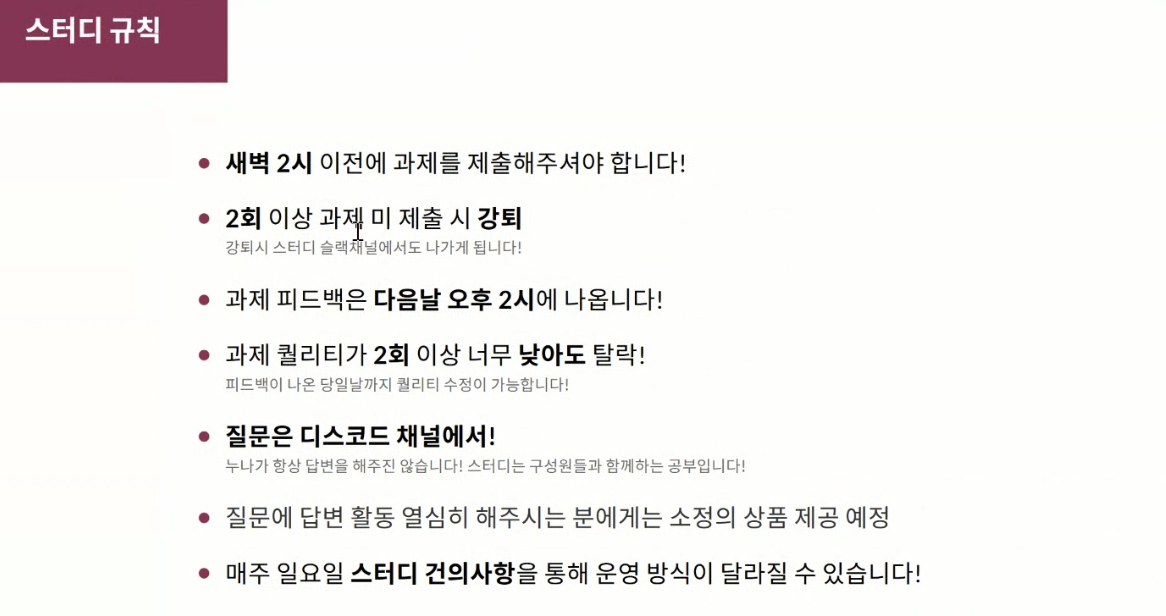 스터디 규칙
새벽 2시 이전에 과제를 제출해주셔야 합니다!
2회 이상 과제 미 제출 시 강퇴
강퇴시 스터디 슬랙채널에서도 나가게 됩니다!
과제 피드백은 다음날 오후 2시에 나옵니다!
과제 퀄리티가 2회 이상 너무 낮아도 탈락!
피드백이 나온 당일날까지 퀄리티 수정이 가능합니다!
질문은 디스코드 채널에서!
누나가 항상 답변을 해주진 않습니다! 스터디는 구성원들과 함께하는 공부입니다!
질문에 답변 활동 열심히 해주시는 분에게는 소정의 상품 제공 예정
매주 일요일 스터디 건의사항을 통해 운영 방식이 달라질 수 있습니다!